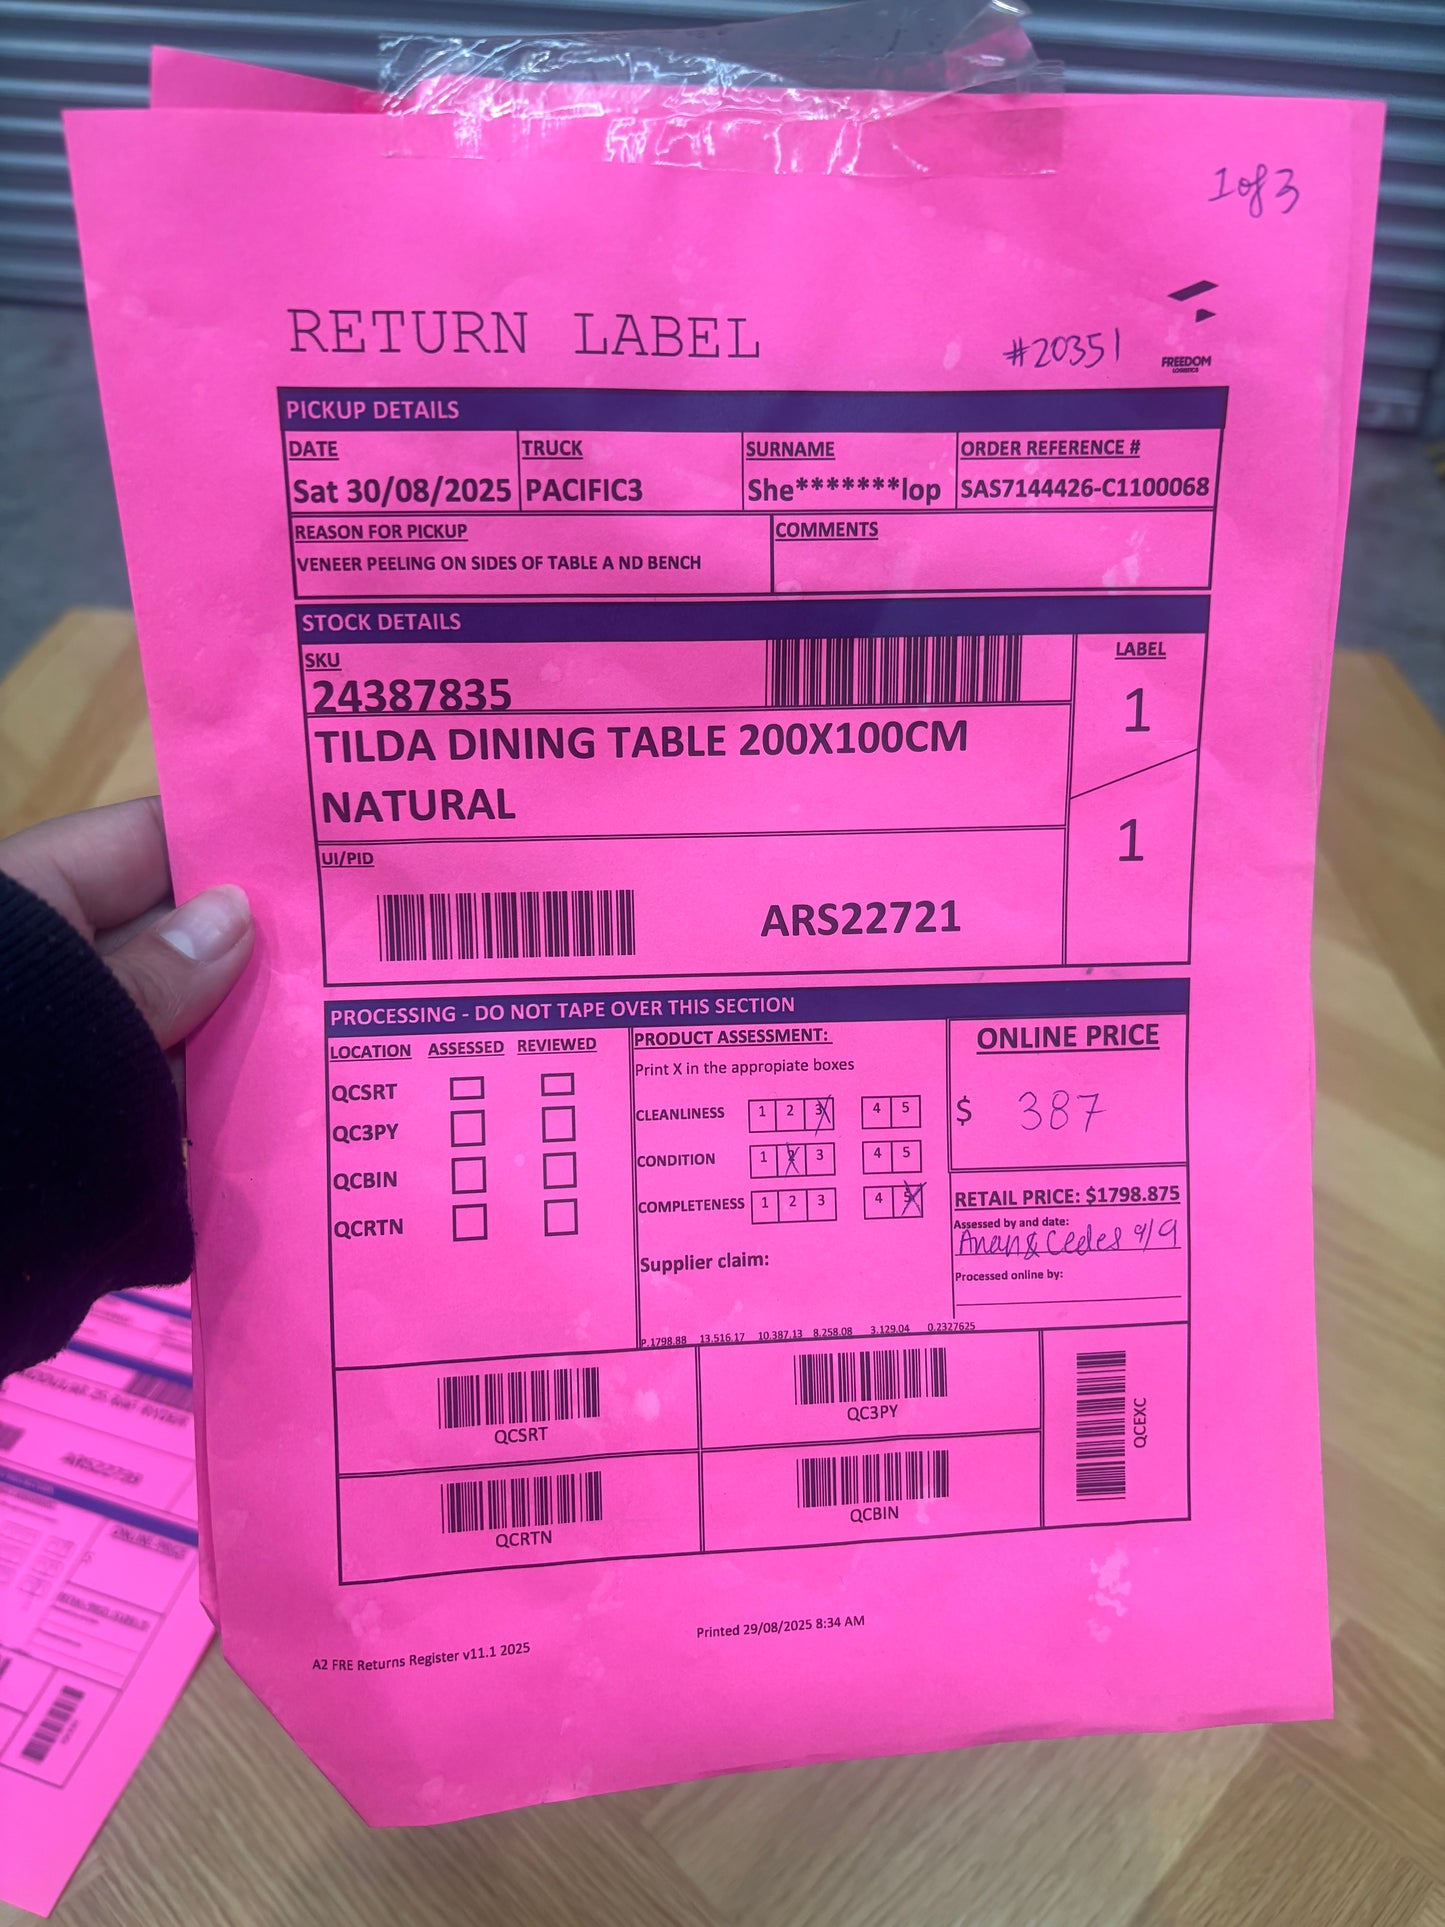 1 of 3
RETURN LABEL
#20351
FREEDOM
LOGISTICS
PICKUP DETAILS
DATE TRUCK SURNAME ORDER REFERENCE #
Sat 30/08/2025 PACIFIC3 She*******lop SAS7144426-C1100068
REASON FOR PICKUP COMMENTS
VENEER PEELING ON SIDES OF TABLE A ND BENCH
STOCK DETAILS
SKU LABEL
24387835
1
TILDA DINING TABLE 200X100CM
NATURAL
1
UI/PID
ARS22721
PROCESSING - DO NOT TAPE OVER THIS SECTION
LOCATION ASSESSED REVIEWED
QCSRT
QC3PY
QCBIN
QCRTN
PRODUCT ASSESSMENT:
Print X in the appropiate boxes
CLEANLINESS 1 2 3 4 5
CONDITION 1 2 3 4 5
COMPLETENESS 1 2 3 4 5
Supplier claim:
ONLINE PRICE
$ 387
RETAIL PRICE: $1798.875
Assessed by and date:
& Cedes 9/9
Processed online by:
P.1798.88 13.516.17 10.387.13 8.258.08 3.129.04 0.2327625
QCSRT
QC3PY
QCEXC
QCRTN
QCBIN
Printed 29/08/2025 8:34 AM
A2 FRE Returns Register v11.1 2025